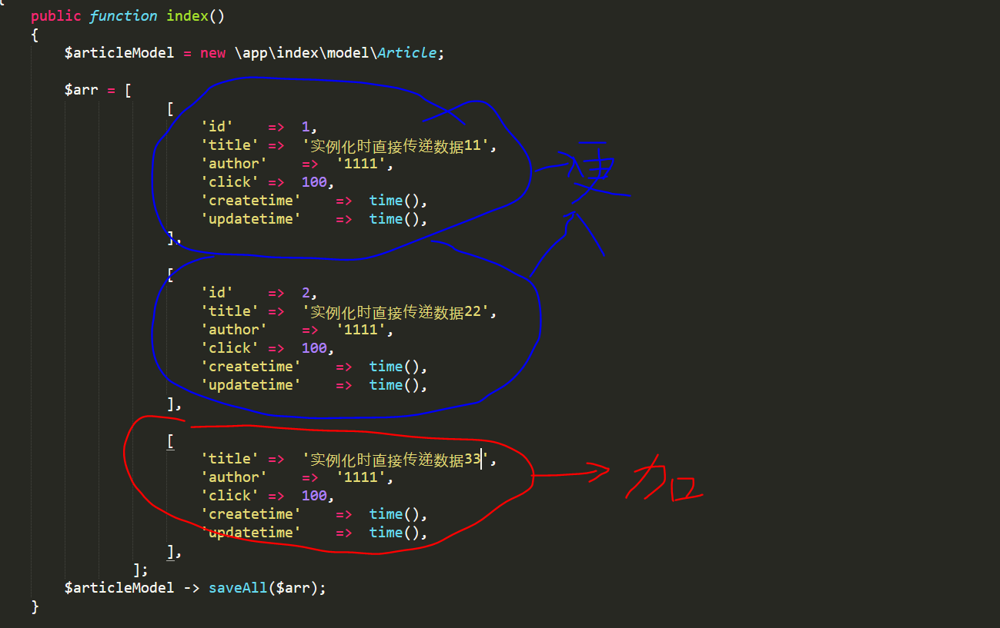 {
public function index()
{
$articleModel = new \app\index\model\Article;
$arr = [
[
'id' => 1,
'title' => '实例化时直接传递数据11',
'author' => '1111',
'click' => 100,
'createtime' => time(),
'updatetime' => time(),
],
[
'id' => 2,
'title' => '实例化时直接传递数据22',
'author' => '1111',
'click' => 100,
'createtime' => time(),
'updatetime' => time(),
],
[
'title' => '实例化时直接传递数据33',
'author' => '1111',
'click' => 100,
'createtime' => time(),
'updatetime' => time(),
],
];
$articleModel -> saveAll($arr);
}
加